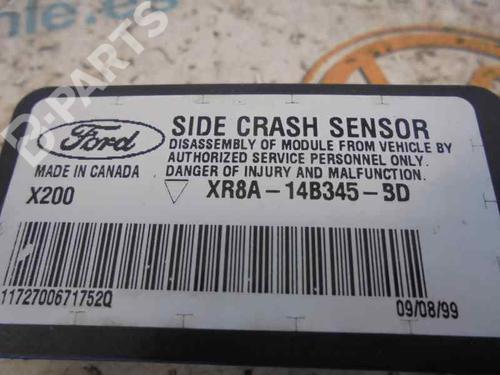 B-PARTS
Ford
SIDE CRASH SENSOR
DISASSEMBLY OF MODULE FROM VEHICLE BY
AUTHORIZED SERVICE PERSONNEL ONLY.
DANGER OF INJURY AND MALFUNCTION.
MADE IN CANADA
X200
XR8A-14B345-BD
1172700671752Q
09/08/99